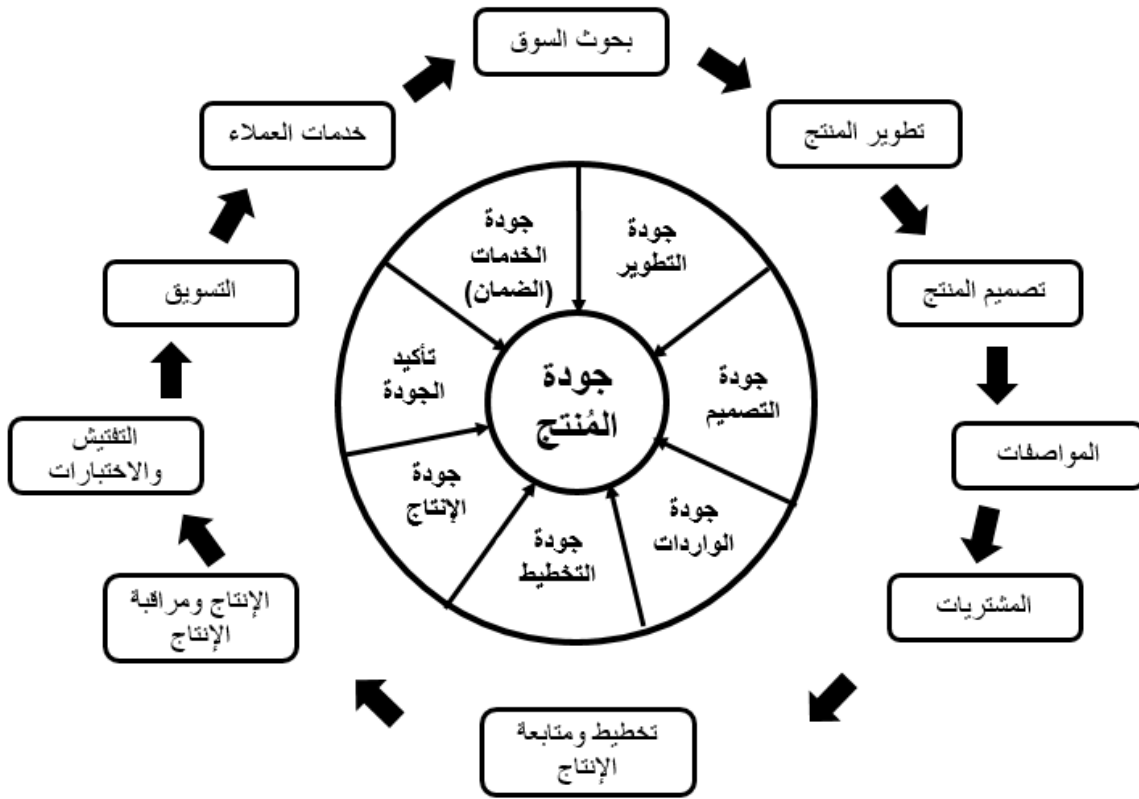 بحوث السوق
تطوير المنتج
تصميم المنتج
المواصفات
المشتريات
تخطيط ومتابعة
الإنتاج
الإنتاج ومراقبة
الإنتاج
التفتيش
والاختبارات
التسويق
خدمات العملاء
جودة
التطوير
جودة
التصميم
جودة
الواردات
جودة
التخطيط
جودة
الإنتاج
تأكيد
الجودة
جودة
الخدمات
(الضمان)
جودة
المُنتج